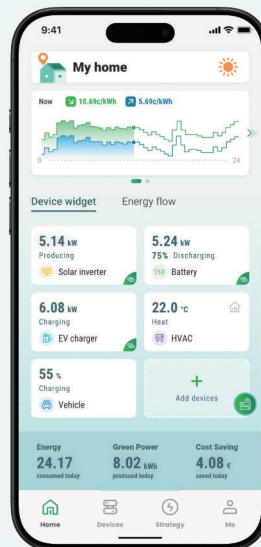 9:41
My home
Now 10.69c/kWh 5.69c/kWh
0 24
Device widget Energy flow
5.14 kW
Producing
Solar inverter
5.24 kW
75% Discharging
Battery
6.08 kW
Charging
EV charger
22.0 °C
Heat
HVAC
55 %
Charging
Vehicle
+
Add devices
Energy
24.17
consumed today
Green Power
8.02 kWh
produced today
Cost Saving
4.08 €
saved today
Home Devices Strategy Me